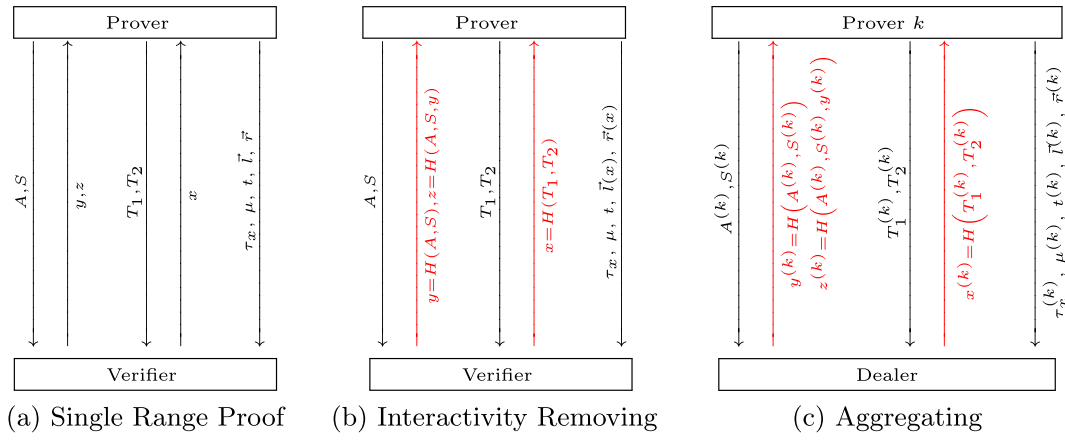 Prover
A,S
y,z
T₁,T₂
x
τₓ, μ, t, l⃗, r⃗
Verifier
(a) Single Range Proof
Prover
A,S
y=H(A,S),z=H(A,S,y)
T₁,T₂
x=H(T₁,T₂)
τₓ, μ, t, l⃗(x), r⃗(x)
Verifier
(b) Interactivity Removing
Prover k
A^(k),S^(k)
y^(k)=H(A^(k),S^(k))
z^(k)=H(A^(k),S^(k),y^(k))
T₁^(k),T₂^(k)
x^(k)=H(T₁^(k),T₂^(k))
τₓ^(k), μ^(k), t^(k), l⃗^(k), r⃗^(k)
Dealer
(c) Aggregating